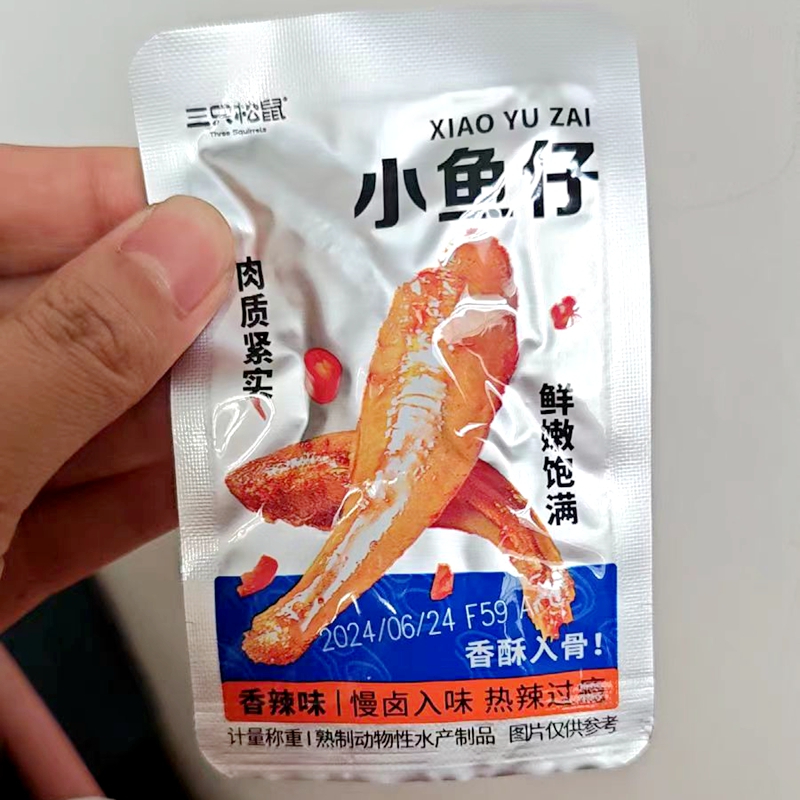 三只松鼠®
Three Squirrels
XIAO YU ZAI
小鱼仔
肉质紧实
鲜嫩饱满
2024/06/24 F59
香酥入骨!
香辣味 | 慢卤入味 热辣过瘾
计量称重 | 熟制动物性水产制品 图片仅供参考